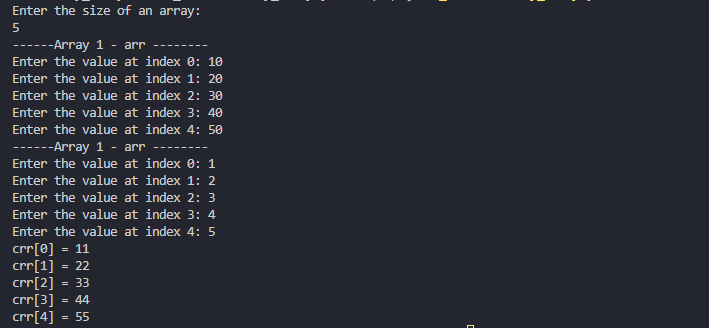 Enter the size of an array:
5
------Array 1 - arr --------
Enter the value at index 0: 10
Enter the value at index 1: 20
Enter the value at index 2: 30
Enter the value at index 3: 40
Enter the value at index 4: 50
------Array 1 - arr --------
Enter the value at index 0: 1
Enter the value at index 1: 2
Enter the value at index 2: 3
Enter the value at index 3: 4
Enter the value at index 4: 5
crr[0] = 11
crr[1] = 22
crr[2] = 33
crr[3] = 44
crr[4] = 55